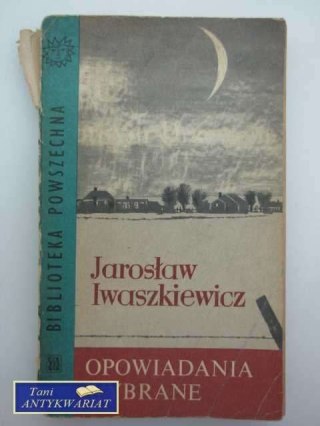 BIBLIOTEKA POWSZECHNA
Jarosław
Iwaszkiewicz
OPOWIADANIA
BRANE
Tani
ANTYKWARIAT